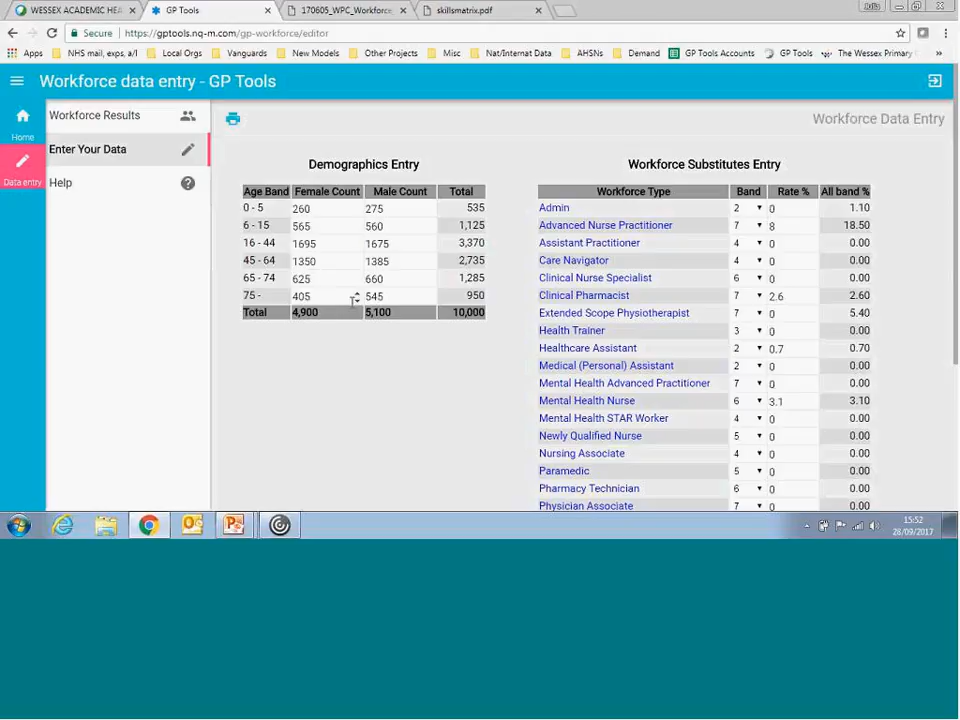 WESSEX ACADEMIC HEA
GP Tools
170605_WPC_Workforce
skillsmatrix.pdf
Secure https://gptools.nq-m.com/gp-workforce/editor
Apps NHS mail, exps, a/l Local Orgs Vanguards New Models Other Projects Misc Nat/Internat Data AHSNs Demand GP Tools Accounts GP Tools The Wessex Primary
Workforce data entry - GP Tools
Home
Data entry
Workforce Results
Enter Your Data
Help
Workforce Data Entry
Demographics Entry
Age Band Female Count Male Count Total
0 - 5 260 275 535
6 - 15 565 560 1,125
16 - 44 1695 1675 3,370
45 - 64 1350 1385 2,735
65 - 74 625 660 1,285
75 - 405 545 950
Total 4,900 5,100 10,000
Workforce Substitutes Entry
Workforce Type Band Rate % All band %
Admin 2 0 1.10
Advanced Nurse Practitioner 7 8 18.50
Assistant Practitioner 4 0 0.00
Care Navigator 4 0 0.00
Clinical Nurse Specialist 6 0 0.00
Clinical Pharmacist 7 2.6 2.60
Extended Scope Physiotherapist 7 0 5.40
Health Trainer 3 0 0.00
Healthcare Assistant 2 0.7 0.70
Medical (Personal) Assistant 2 0 0.00
Mental Health Advanced Practitioner 7 0 0.00
Mental Health Nurse 6 3.1 3.10
Mental Health STAR Worker 4 0 0.00
Newly Qualified Nurse 5 0 0.00
Nursing Associate 4 0 0.00
Paramedic 5 0 0.00
Pharmacy Technician 6 0 0.00
Physician Associate 7 0 0.00
15:52
28/09/2017